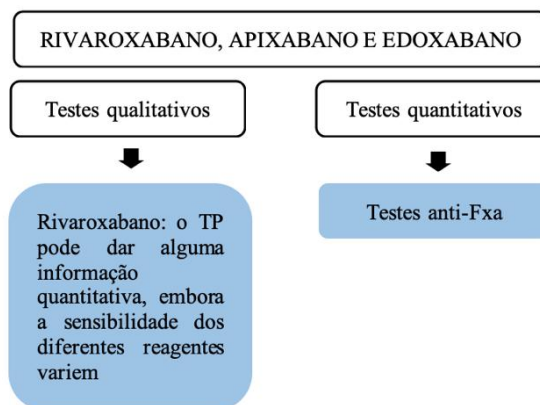 RIVAROXABANO, APIXABANO E EDOXABANO
Testes qualitativos
Testes quantitativos
Rivaroxabano: o TP
pode dar alguma
informação
quantitativa, embora
a sensibilidade dos
diferentes reagentes
variem
Testes anti-Fxa